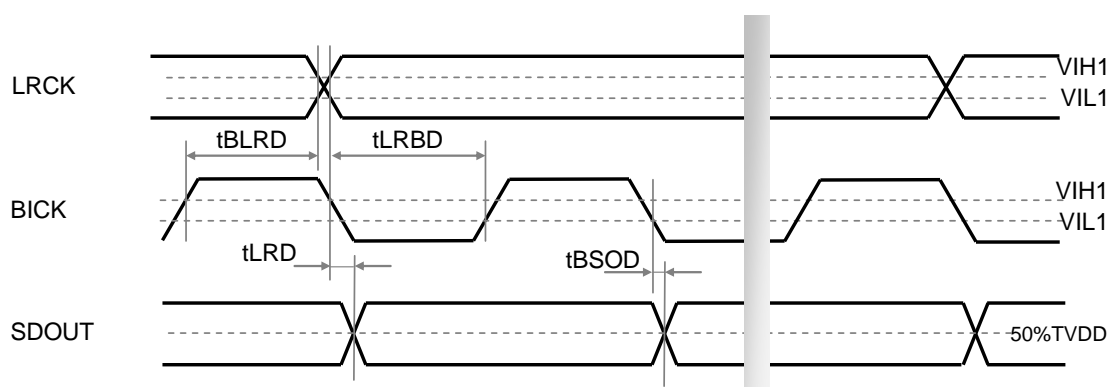 LRCK
VIH1
VIL1
tBLRD
tLRBD
BICK
VIH1
VIL1
tLRD
tBSOD
SDOUT
50%TVDD